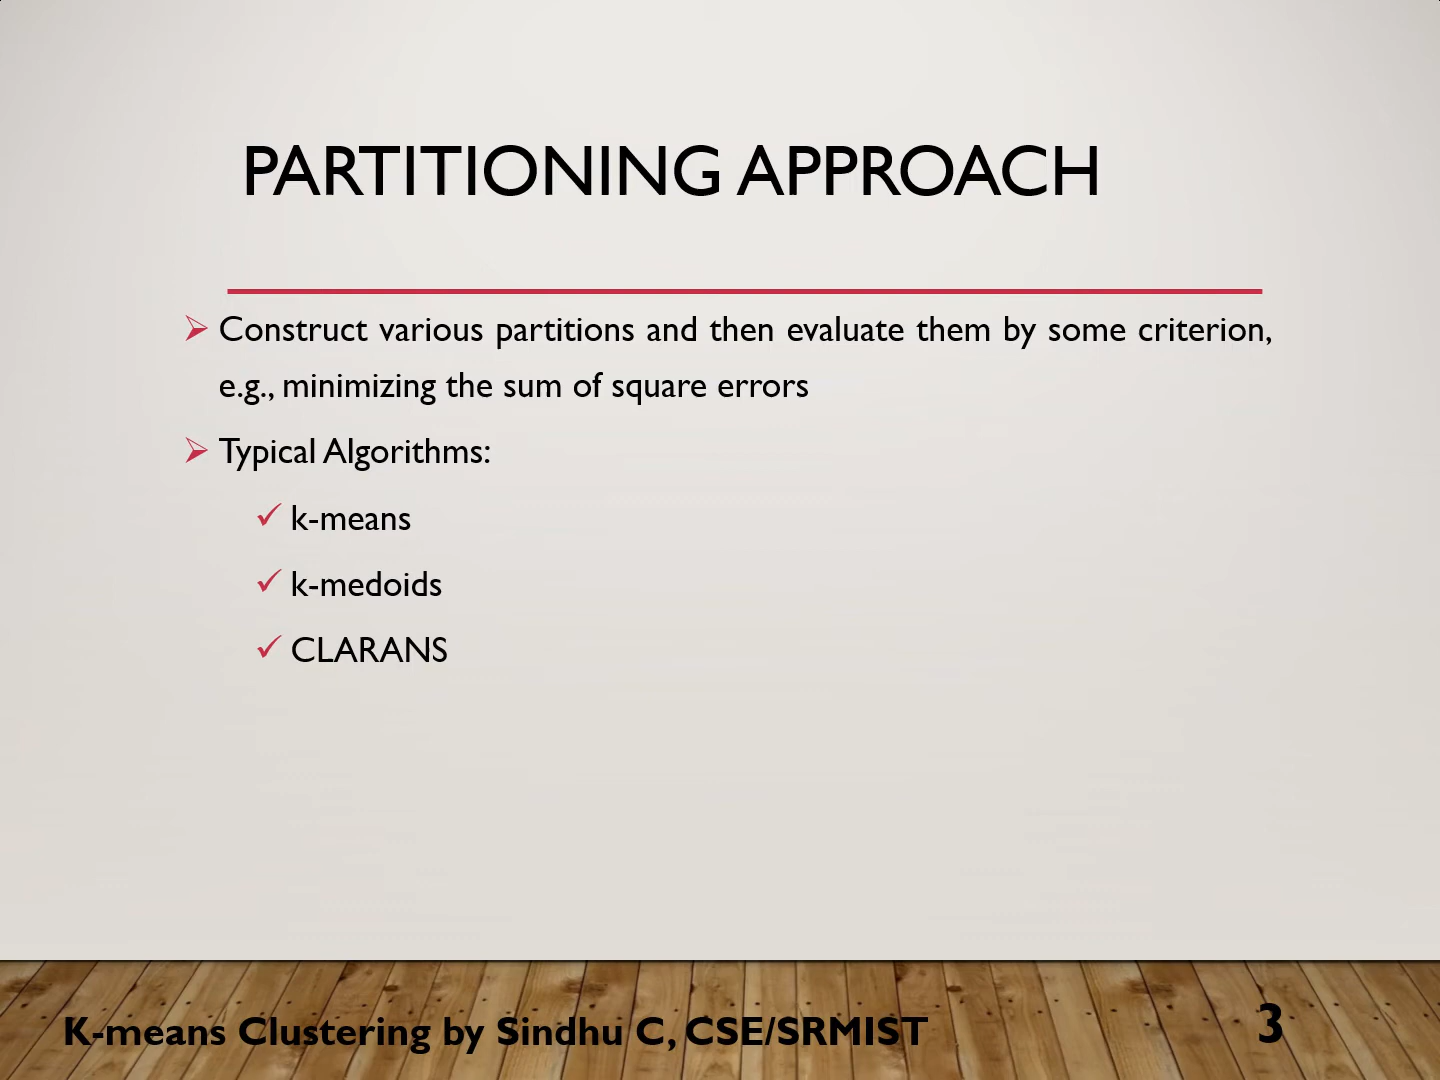 PARTITIONING APPROACH
Construct various partitions and then evaluate them by some criterion,
e.g., minimizing the sum of square errors
Typical Algorithms:
k-means
k-medoids
CLARANS
K-means Clustering by Sindhu C, CSE/SRMIST
3